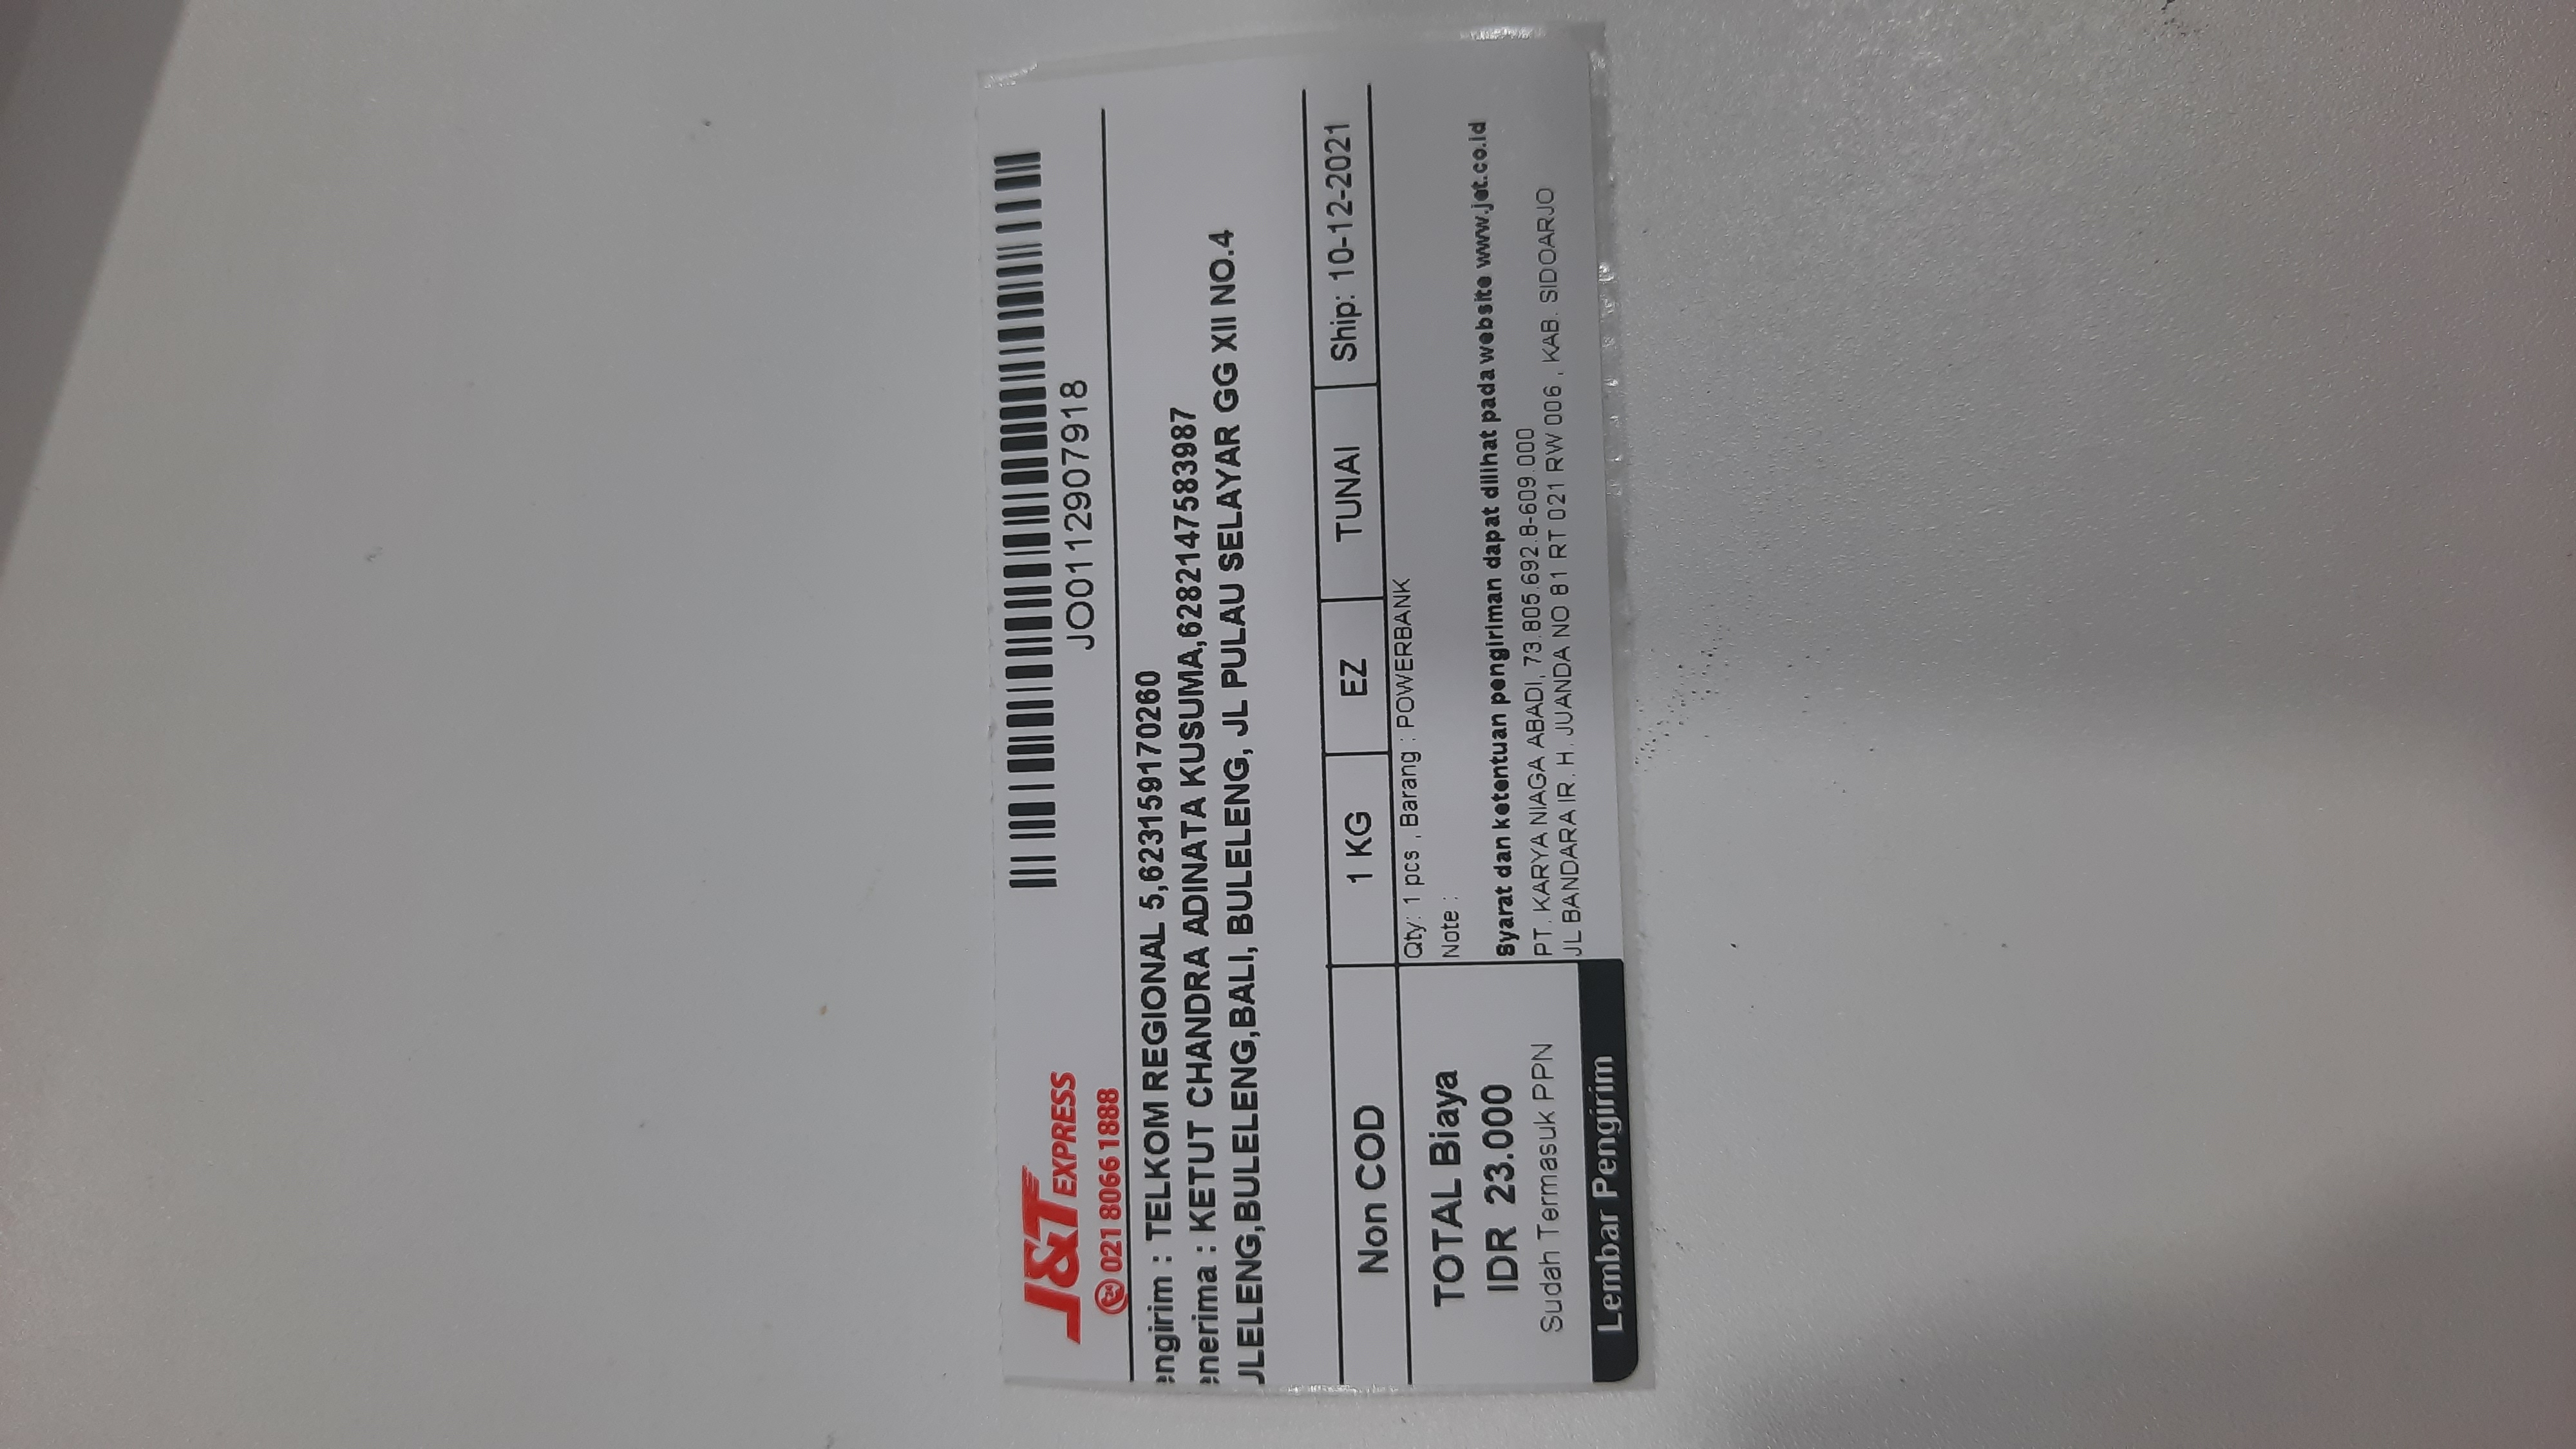 J&T EXPRESS
021 8066 1888
JO0112907918
engirim : TELKOM REGIONAL 5,623159170260
enerima : KETUT CHANDRA ADINATA KUSUMA,6282147583987
JLELENG,BULELENG,BALI, BULELENG, JL PULAU SELAYAR GG XII NO.4
Non COD 1 KG EZ TUNAI Ship: 10-12-2021
TOTAL Biaya
IDR 23.000
Sudah Termasuk PPN
Lembar Pengirim
Qty: 1 pcs , Barang : POWERBANK
Note :
Syarat dan ketentuan pengiriman dapat dilihat pada website www.jet.co.id
PT. KARYA NIAGA ABADI, 73.805.692.8-609.000
JL BANDARA IR. H. JUANDA NO 81 RT 021 RW 006 , KAB. SIDOARJO